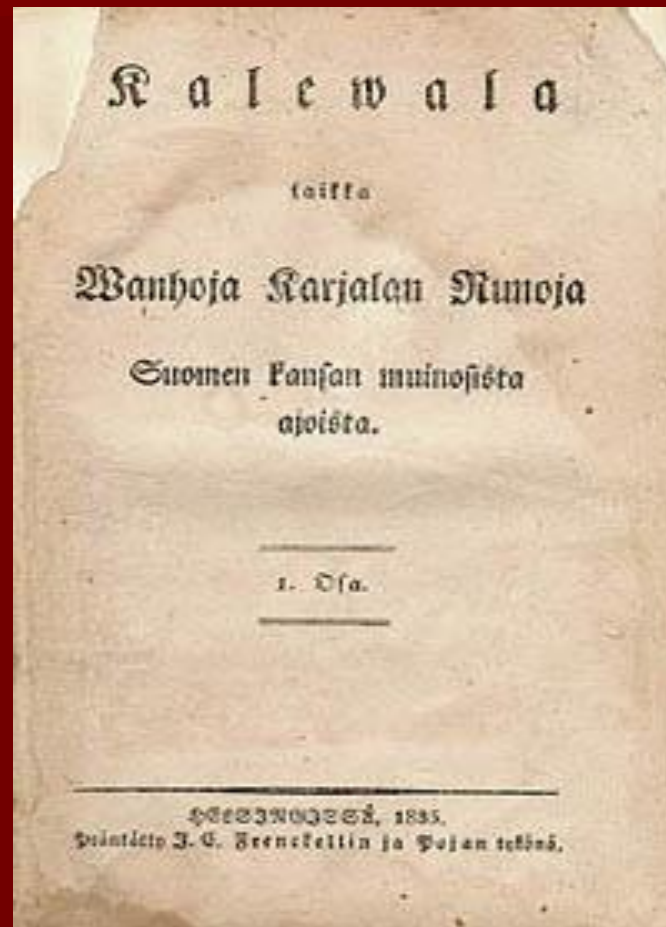 Kalewala
taikka
Wanhoja Karjalan Runoja
Suomen kansan muinosista
ajoista.
1. Osa.
HELSINGISSÄ, 1835.
Präntätty J. C. Frenckellin ja Pojan tykönä.